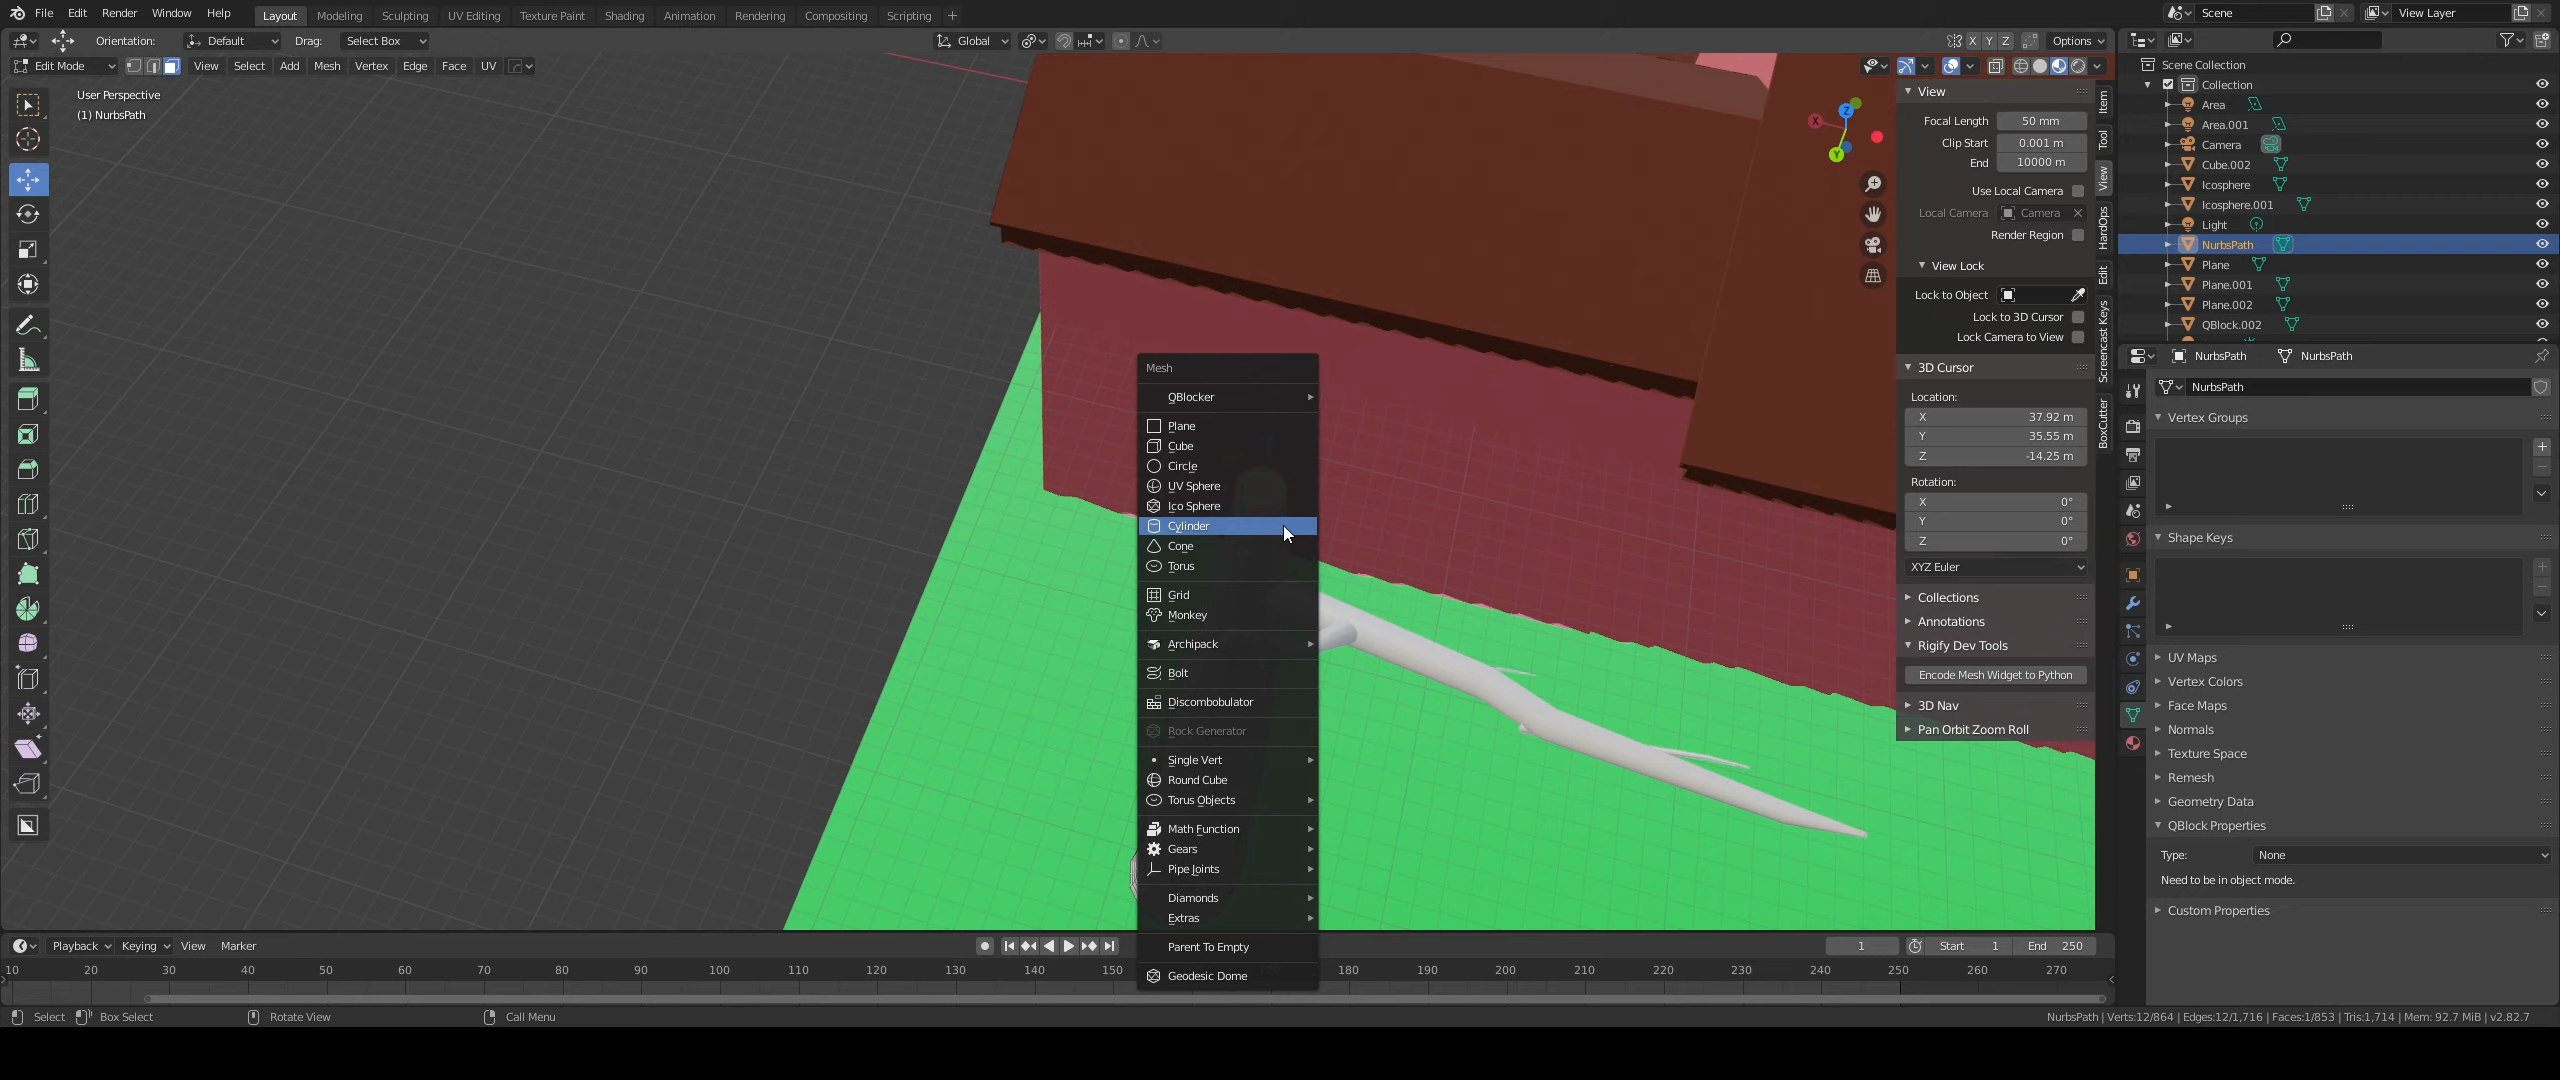 File Edit Render Window Help Layout Modeling Sculpting UV Editing Texture Paint Shading Animation Rendering Compositing Scripting + Scene View Layer
Orientation: Default Drag: Select Box Global X Y Z Options
Edit Mode View Select Add Mesh Vertex Edge Face UV
User Perspective
(1) NurbsPath
X
Y
Z
Mesh
QBlocker
Plane
Cube
Circle
UV Sphere
Ico Sphere
Cylinder
Cone
Torus
Grid
Monkey
Archipack
Bolt
Discombobulator
Rock Generator
Single Vert
Round Cube
Torus Objects
Math Function
Gears
Pipe Joints
Diamonds
Extras
Parent To Empty
Geodesic Dome
View
Focal Length 50 mm
Clip Start 0.001 m
End 10000 m
Use Local Camera
Local Camera Camera
Render Region
View Lock
Lock to Object
Lock to 3D Cursor
Lock Camera to View
3D Cursor
Location:
X 37.92 m
Y 35.55 m
Z -14.25 m
Rotation:
X 0°
Y 0°
Z 0°
XYZ Euler
Collections
Annotations
Rigify Dev Tools
Encode Mesh Widget to Python
3D Nav
Pan Orbit Zoom Roll
Item
Tool
View
HardOps
Edit
Screencast Keys
BoxCutter
Scene Collection
Collection
Area
Area.001
Camera
Cube.002
Icosphere
Icosphere.001
Light
NurbsPath
Plane
Plane.001
Plane.002
QBlock.002
NurbsPath NurbsPath
NurbsPath
Vertex Groups
Shape Keys
UV Maps
Vertex Colors
Face Maps
Normals
Texture Space
Remesh
Geometry Data
QBlock Properties
Type: None
Need to be in object mode.
Custom Properties
Playback Keying View Marker 1 Start 1 End 250
10 20 30 40 50 60 70 80 90 100 110 120 130 140 150 180 190 200 210 220 230 240 250 260 270
Select Box Select Rotate View Call Menu
NurbsPath | Verts:12/864 | Edges:12/1,716 | Faces:1/853 | Tris:1,714 | Mem: 92.7 MiB | v2.82.7